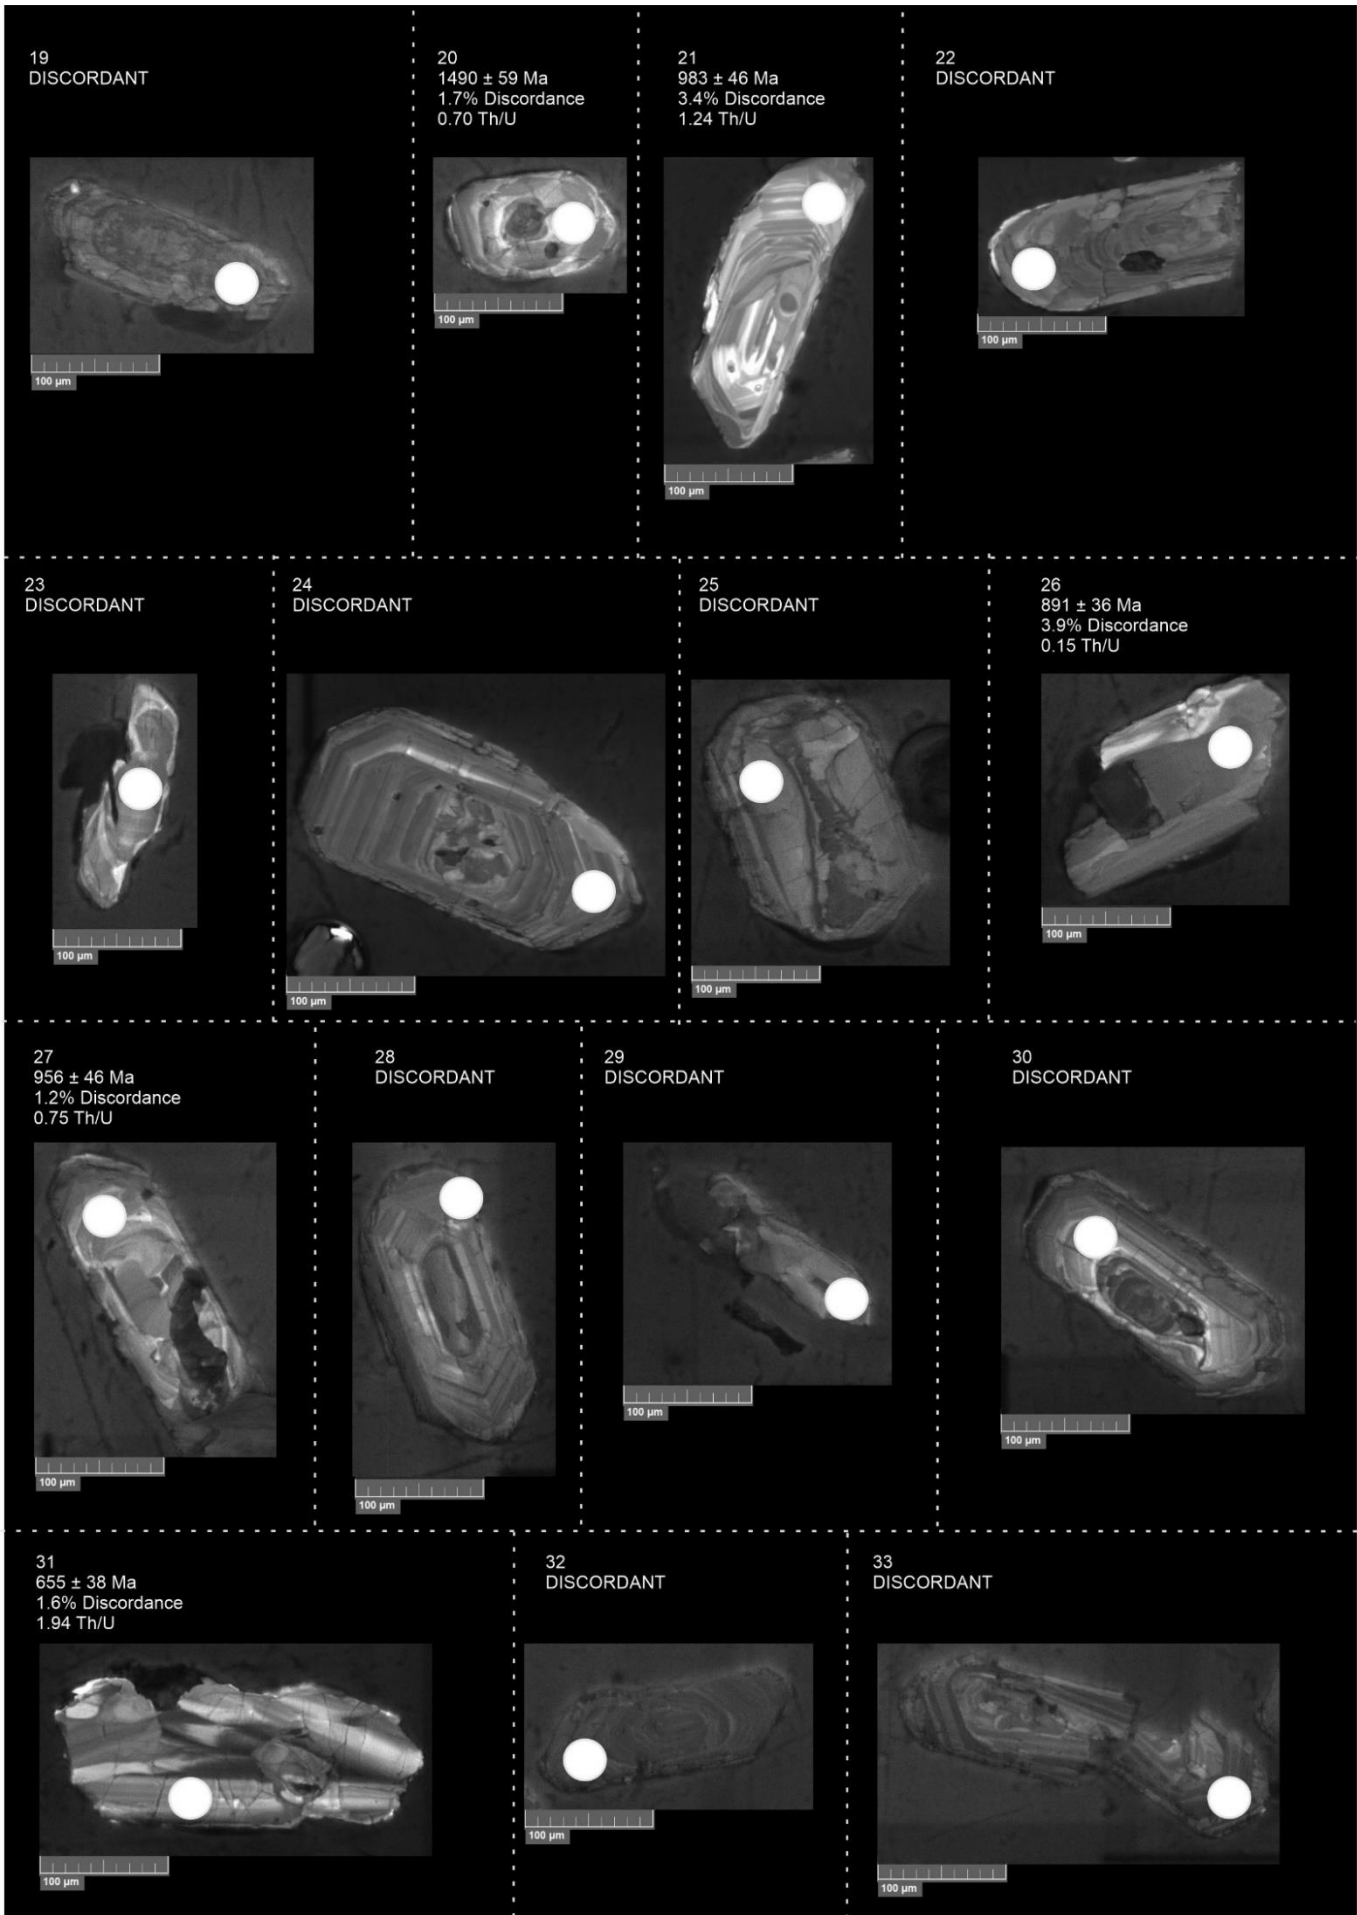 19
DISCORDANT
100 µm
20
1490 ± 59 Ma
1.7% Discordance
0.70 Th/U
100 µm
21
983 ± 46 Ma
3.4% Discordance
1.24 Th/U
100 µm
22
DISCORDANT
100 µm
23
DISCORDANT
100 µm
24
DISCORDANT
100 µm
25
DISCORDANT
100 µm
26
891 ± 36 Ma
3.9% Discordance
0.15 Th/U
100 µm
27
956 ± 46 Ma
1.2% Discordance
0.75 Th/U
100 µm
28
DISCORDANT
100 µm
29
DISCORDANT
100 µm
30
DISCORDANT
100 µm
31
655 ± 38 Ma
1.6% Discordance
1.94 Th/U
100 µm
32
DISCORDANT
100 µm
33
DISCORDANT
100 µm